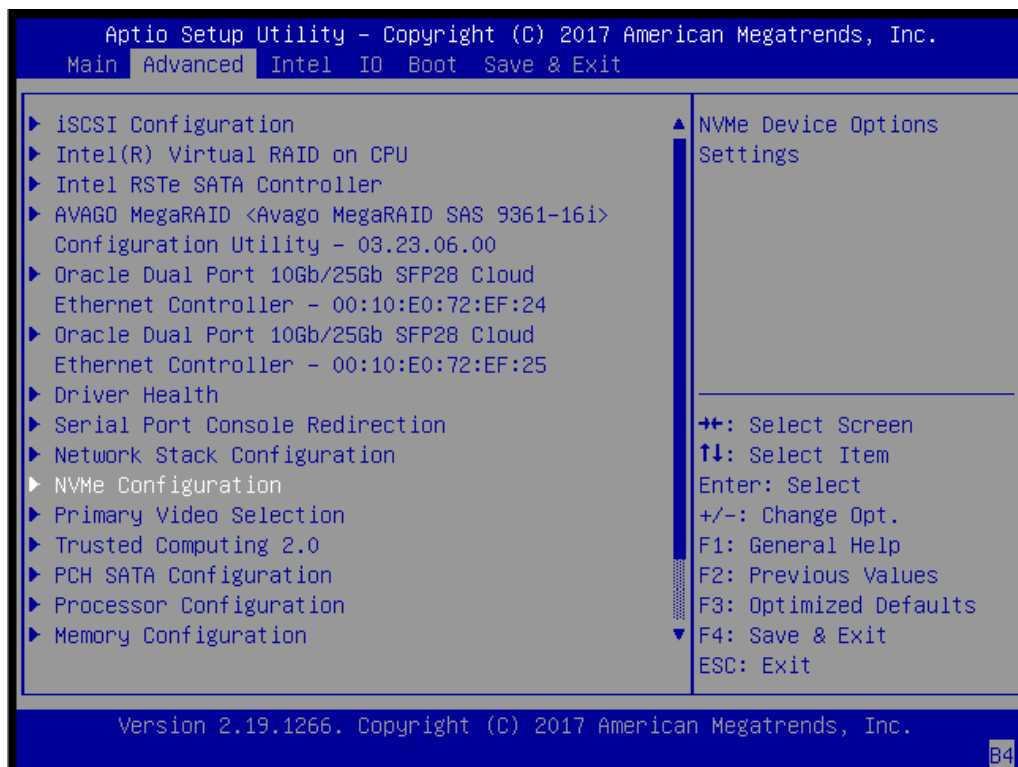 Aptio Setup Utility – Copyright (C) 2017 American Megatrends, Inc.
Main Advanced Intel IO Boot Save & Exit
▶ iSCSI Configuration
▶ Intel(R) Virtual RAID on CPU
▶ Intel RSTe SATA Controller
▶ AVAGO MegaRAID <Avago MegaRAID SAS 9361-16i>
Configuration Utility – 03.23.06.00
▶ Oracle Dual Port 10Gb/25Gb SFP28 Cloud
Ethernet Controller – 00:10:E0:72:EF:24
▶ Oracle Dual Port 10Gb/25Gb SFP28 Cloud
Ethernet Controller – 00:10:E0:72:EF:25
▶ Driver Health
▶ Serial Port Console Redirection
▶ Network Stack Configuration
▶ NVMe Configuration
▶ Primary Video Selection
▶ Trusted Computing 2.0
▶ PCH SATA Configuration
▶ Processor Configuration
▶ Memory Configuration
NVMe Device Options
Settings
→←: Select Screen
↑↓: Select Item
Enter: Select
+/-: Change Opt.
F1: General Help
F2: Previous Values
F3: Optimized Defaults
F4: Save & Exit
ESC: Exit
Version 2.19.1266. Copyright (C) 2017 American Megatrends, Inc.
B4